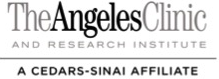 TheAngelesClinic
AND RESEARCH INSTITUTE
A CEDARS-SINAI AFFILIATE